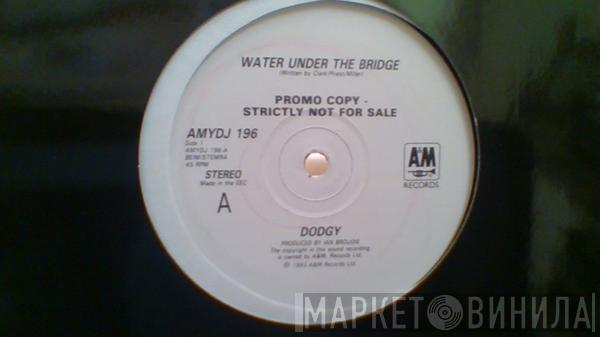 WATER UNDER THE BRIDGE
(Written by Clark/Priest/Miller)
PROMO COPY -
STRICTLY NOT FOR SALE
AMYDJ 196
Side 1
AMYDJ 196-A
BEIM/STEMRA
45 RPM
STEREO
Made in the EEC
A
A&M
RECORDS
DODGY
PRODUCED BY IAN BROUDIE
The copyright in this sound recording
is owned by A&M. Records Ltd.
℗ 1993 A&M Records Ltd.
МАРКЕТ ВИНИЛА